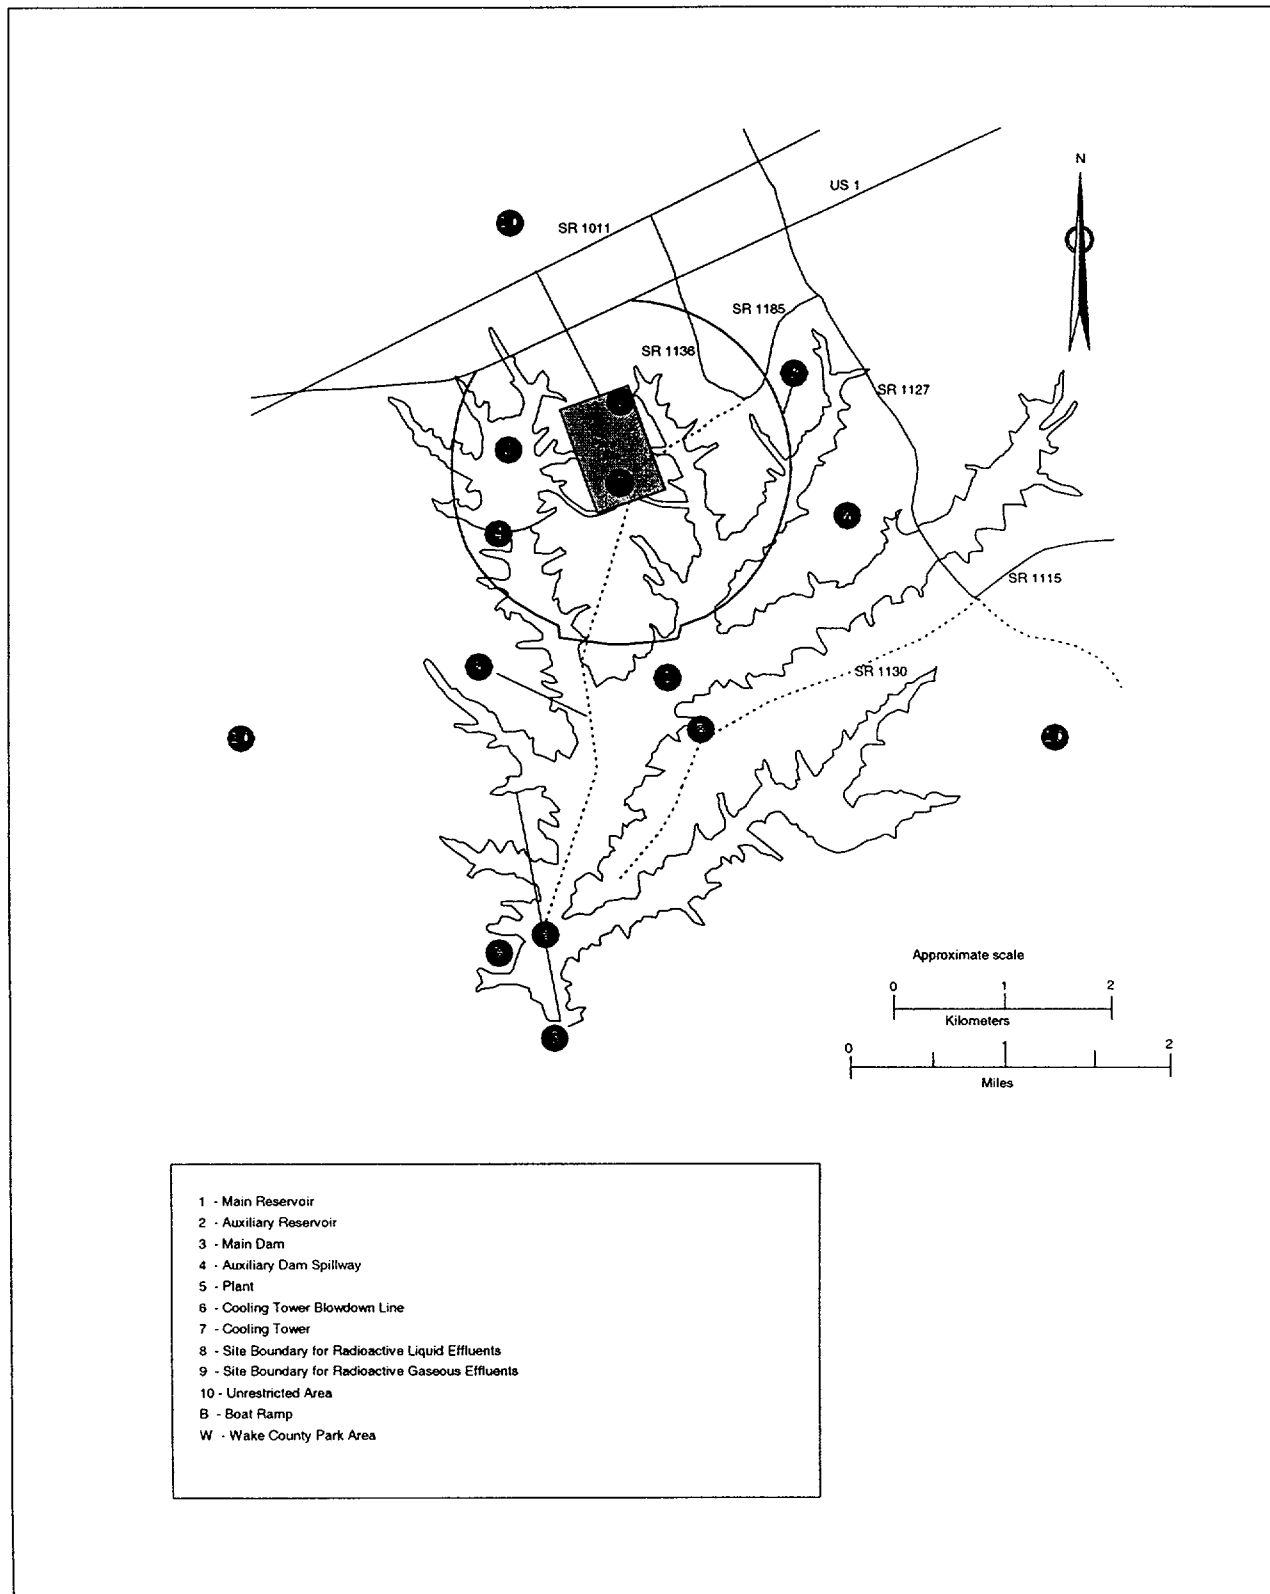 N
US 1
SR 1011
SR 1185
SR 1136
SR 1127
SR 1115
SR 1130
Approximate scale
0 1 2
Kilometers
0 1 2
Miles
1 - Main Reservoir
2 - Auxiliary Reservoir
3 - Main Dam
4 - Auxiliary Dam Spillway
5 - Plant
6 - Cooling Tower Blowdown Line
7 - Cooling Tower
8 - Site Boundary for Radioactive Liquid Effluents
9 - Site Boundary for Radioactive Gaseous Effluents
10 - Unrestricted Area
B - Boat Ramp
W - Wake County Park Area